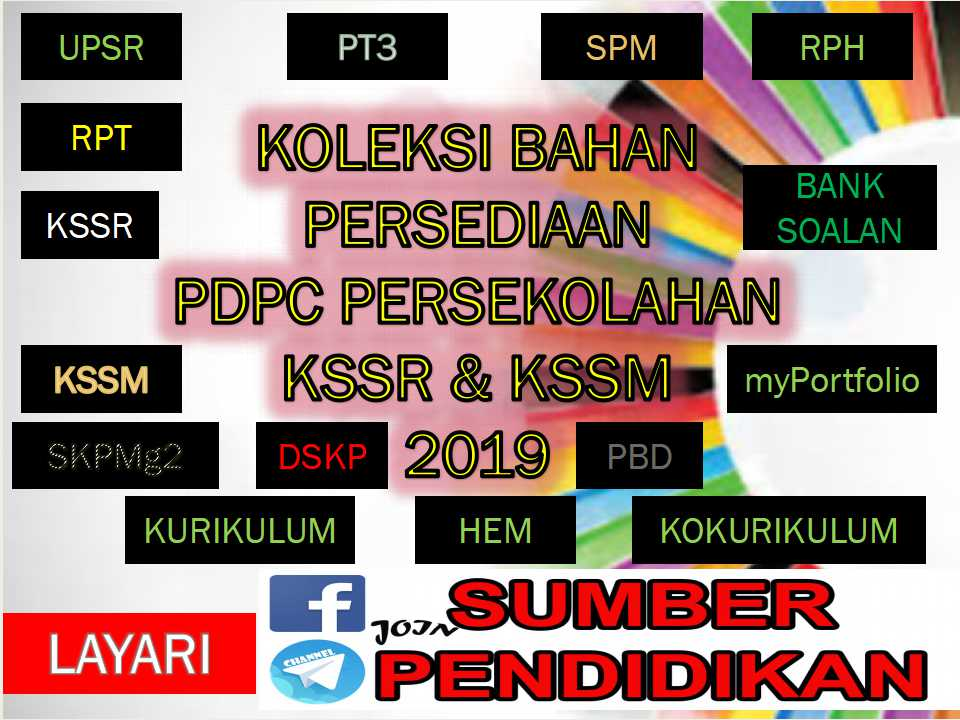 UPSR
PT3
SPM
RPH
RPT
KOLEKSI BAHAN
PERSEDIAAN
PDPC PERSEKOLAHAN
KSSR & KSSM
2019
BANK
SOALAN
KSSR
KSSM
myPortfolio
SKPMg2
DSKP
PBD
KURIKULUM
HEM
KOKURIKULUM
LAYARI
f
CHANNEL
JOIN
SUMBER
PENDIDIKAN